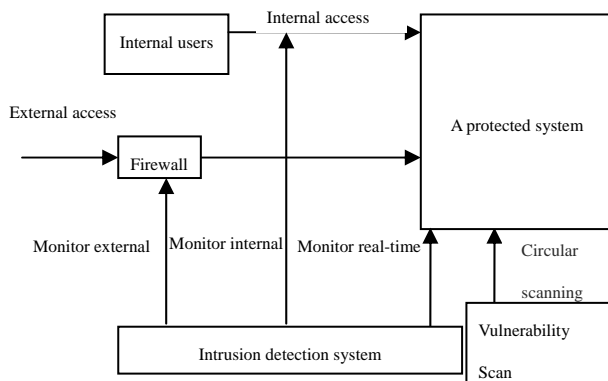 Internal access
Internal users
A protected system
External access
Firewall
Monitor external
Monitor internal
Monitor real-time
Circular
scanning
Intrusion detection system
Vulnerability
Scan